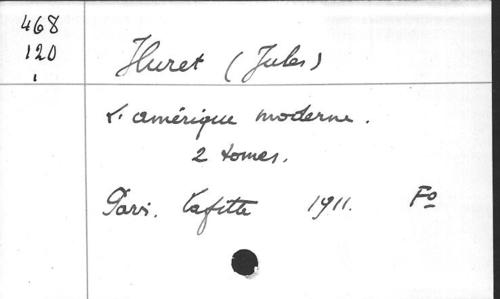 468
120
1
Huret (Jules)
L'amérique moderne.
2 tomes.
Paris. Lafitte 1911. Fº